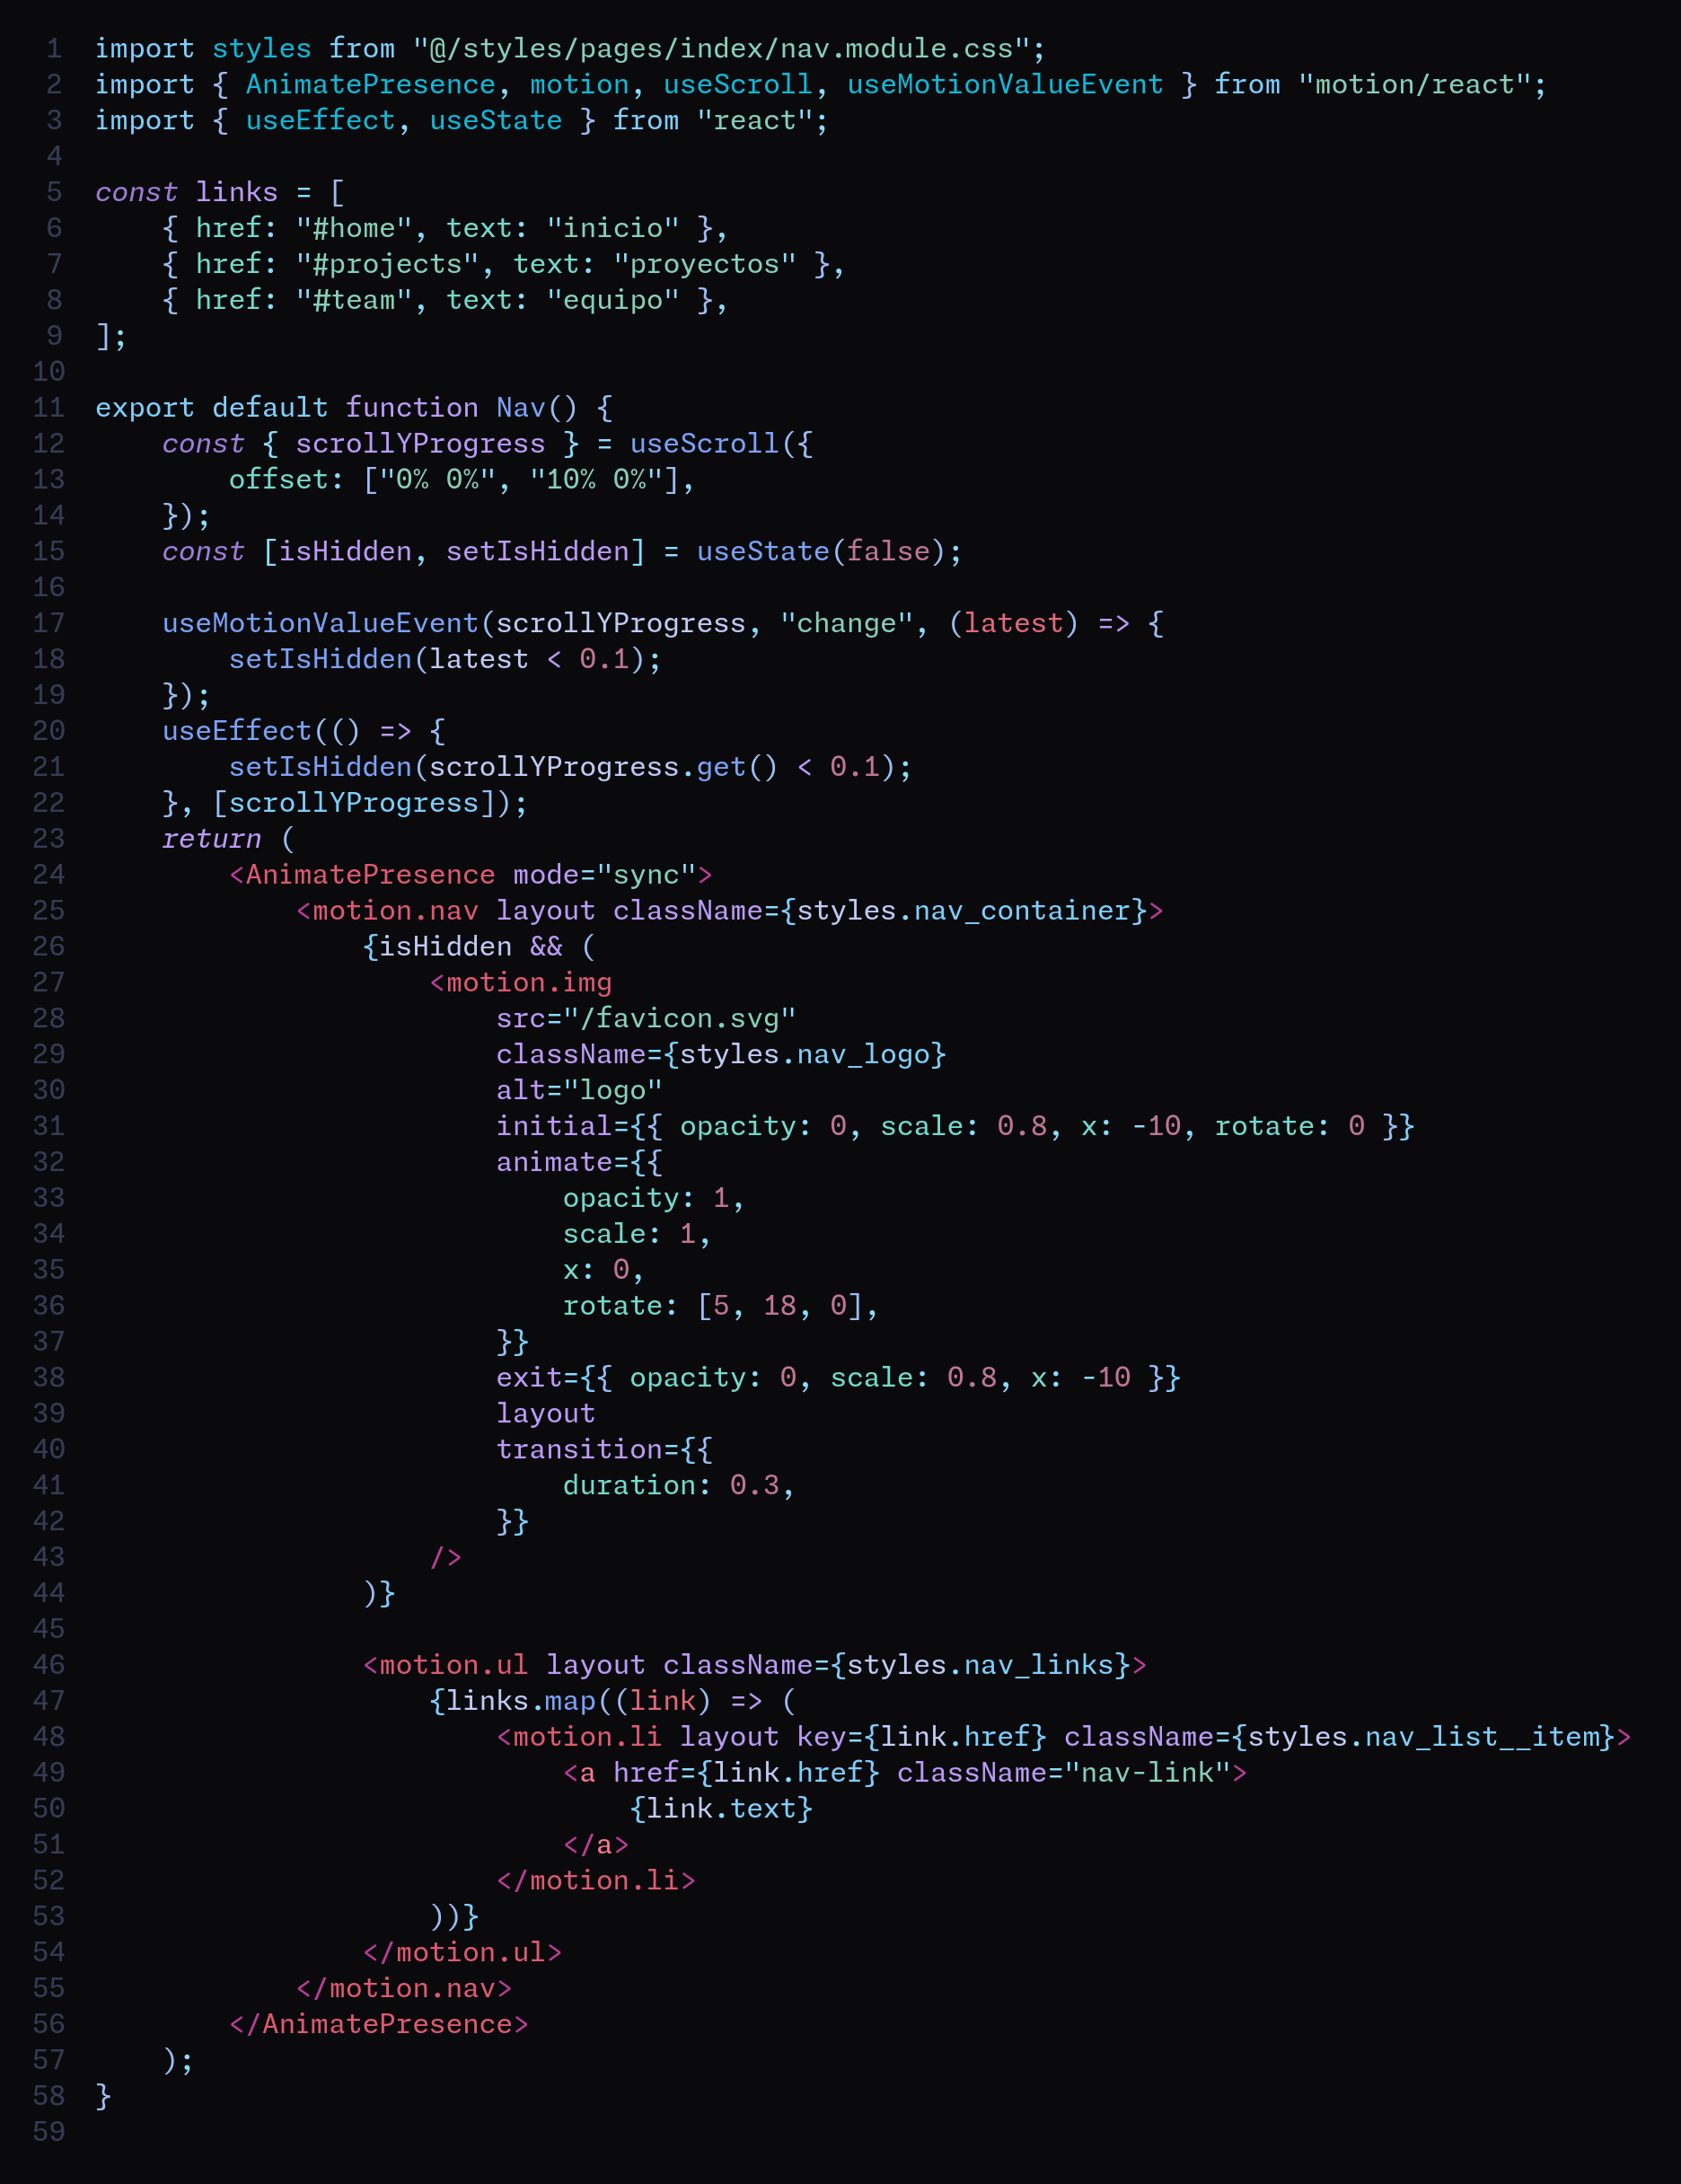 1 import styles from "@/styles/pages/index/nav.module.css";
2 import { AnimatePresence, motion, useScroll, useMotionValueEvent } from "motion/react";
3 import { useEffect, useState } from "react";
4
5 const links = [
6     { href: "#home", text: "inicio" },
7     { href: "#projects", text: "proyectos" },
8     { href: "#team", text: "equipo" },
9 ];
10
11 export default function Nav() {
12     const { scrollYProgress } = useScroll({
13         offset: ["0% 0%", "10% 0%"],
14     });
15     const [isHidden, setIsHidden] = useState(false);
16
17     useMotionValueEvent(scrollYProgress, "change", (latest) => {
18         setIsHidden(latest < 0.1);
19     });
20     useEffect(() => {
21         setIsHidden(scrollYProgress.get() < 0.1);
22     }, [scrollYProgress]);
23     return (
24         <AnimatePresence mode="sync">
25             <motion.nav layout className={styles.nav_container}>
26                 {isHidden && (
27                     <motion.img
28                         src="/favicon.svg"
29                         className={styles.nav_logo}
30                         alt="logo"
31                         initial={{ opacity: 0, scale: 0.8, x: -10, rotate: 0 }}
32                         animate={{
33                             opacity: 1,
34                             scale: 1,
35                             x: 0,
36                             rotate: [5, 18, 0],
37                         }}
38                         exit={{ opacity: 0, scale: 0.8, x: -10 }}
39                         layout
40                         transition={{
41                             duration: 0.3,
42                         }}
43                     />
44                 )}
45
46                 <motion.ul layout className={styles.nav_links}>
47                     {links.map((link) => (
48                         <motion.li layout key={link.href} className={styles.nav_list__item}>
49                             <a href={link.href} className="nav-link">
50                                 {link.text}
51                             </a>
52                         </motion.li>
53                     ))}
54                 </motion.ul>
55             </motion.nav>
56         </AnimatePresence>
57     );
58 }
59